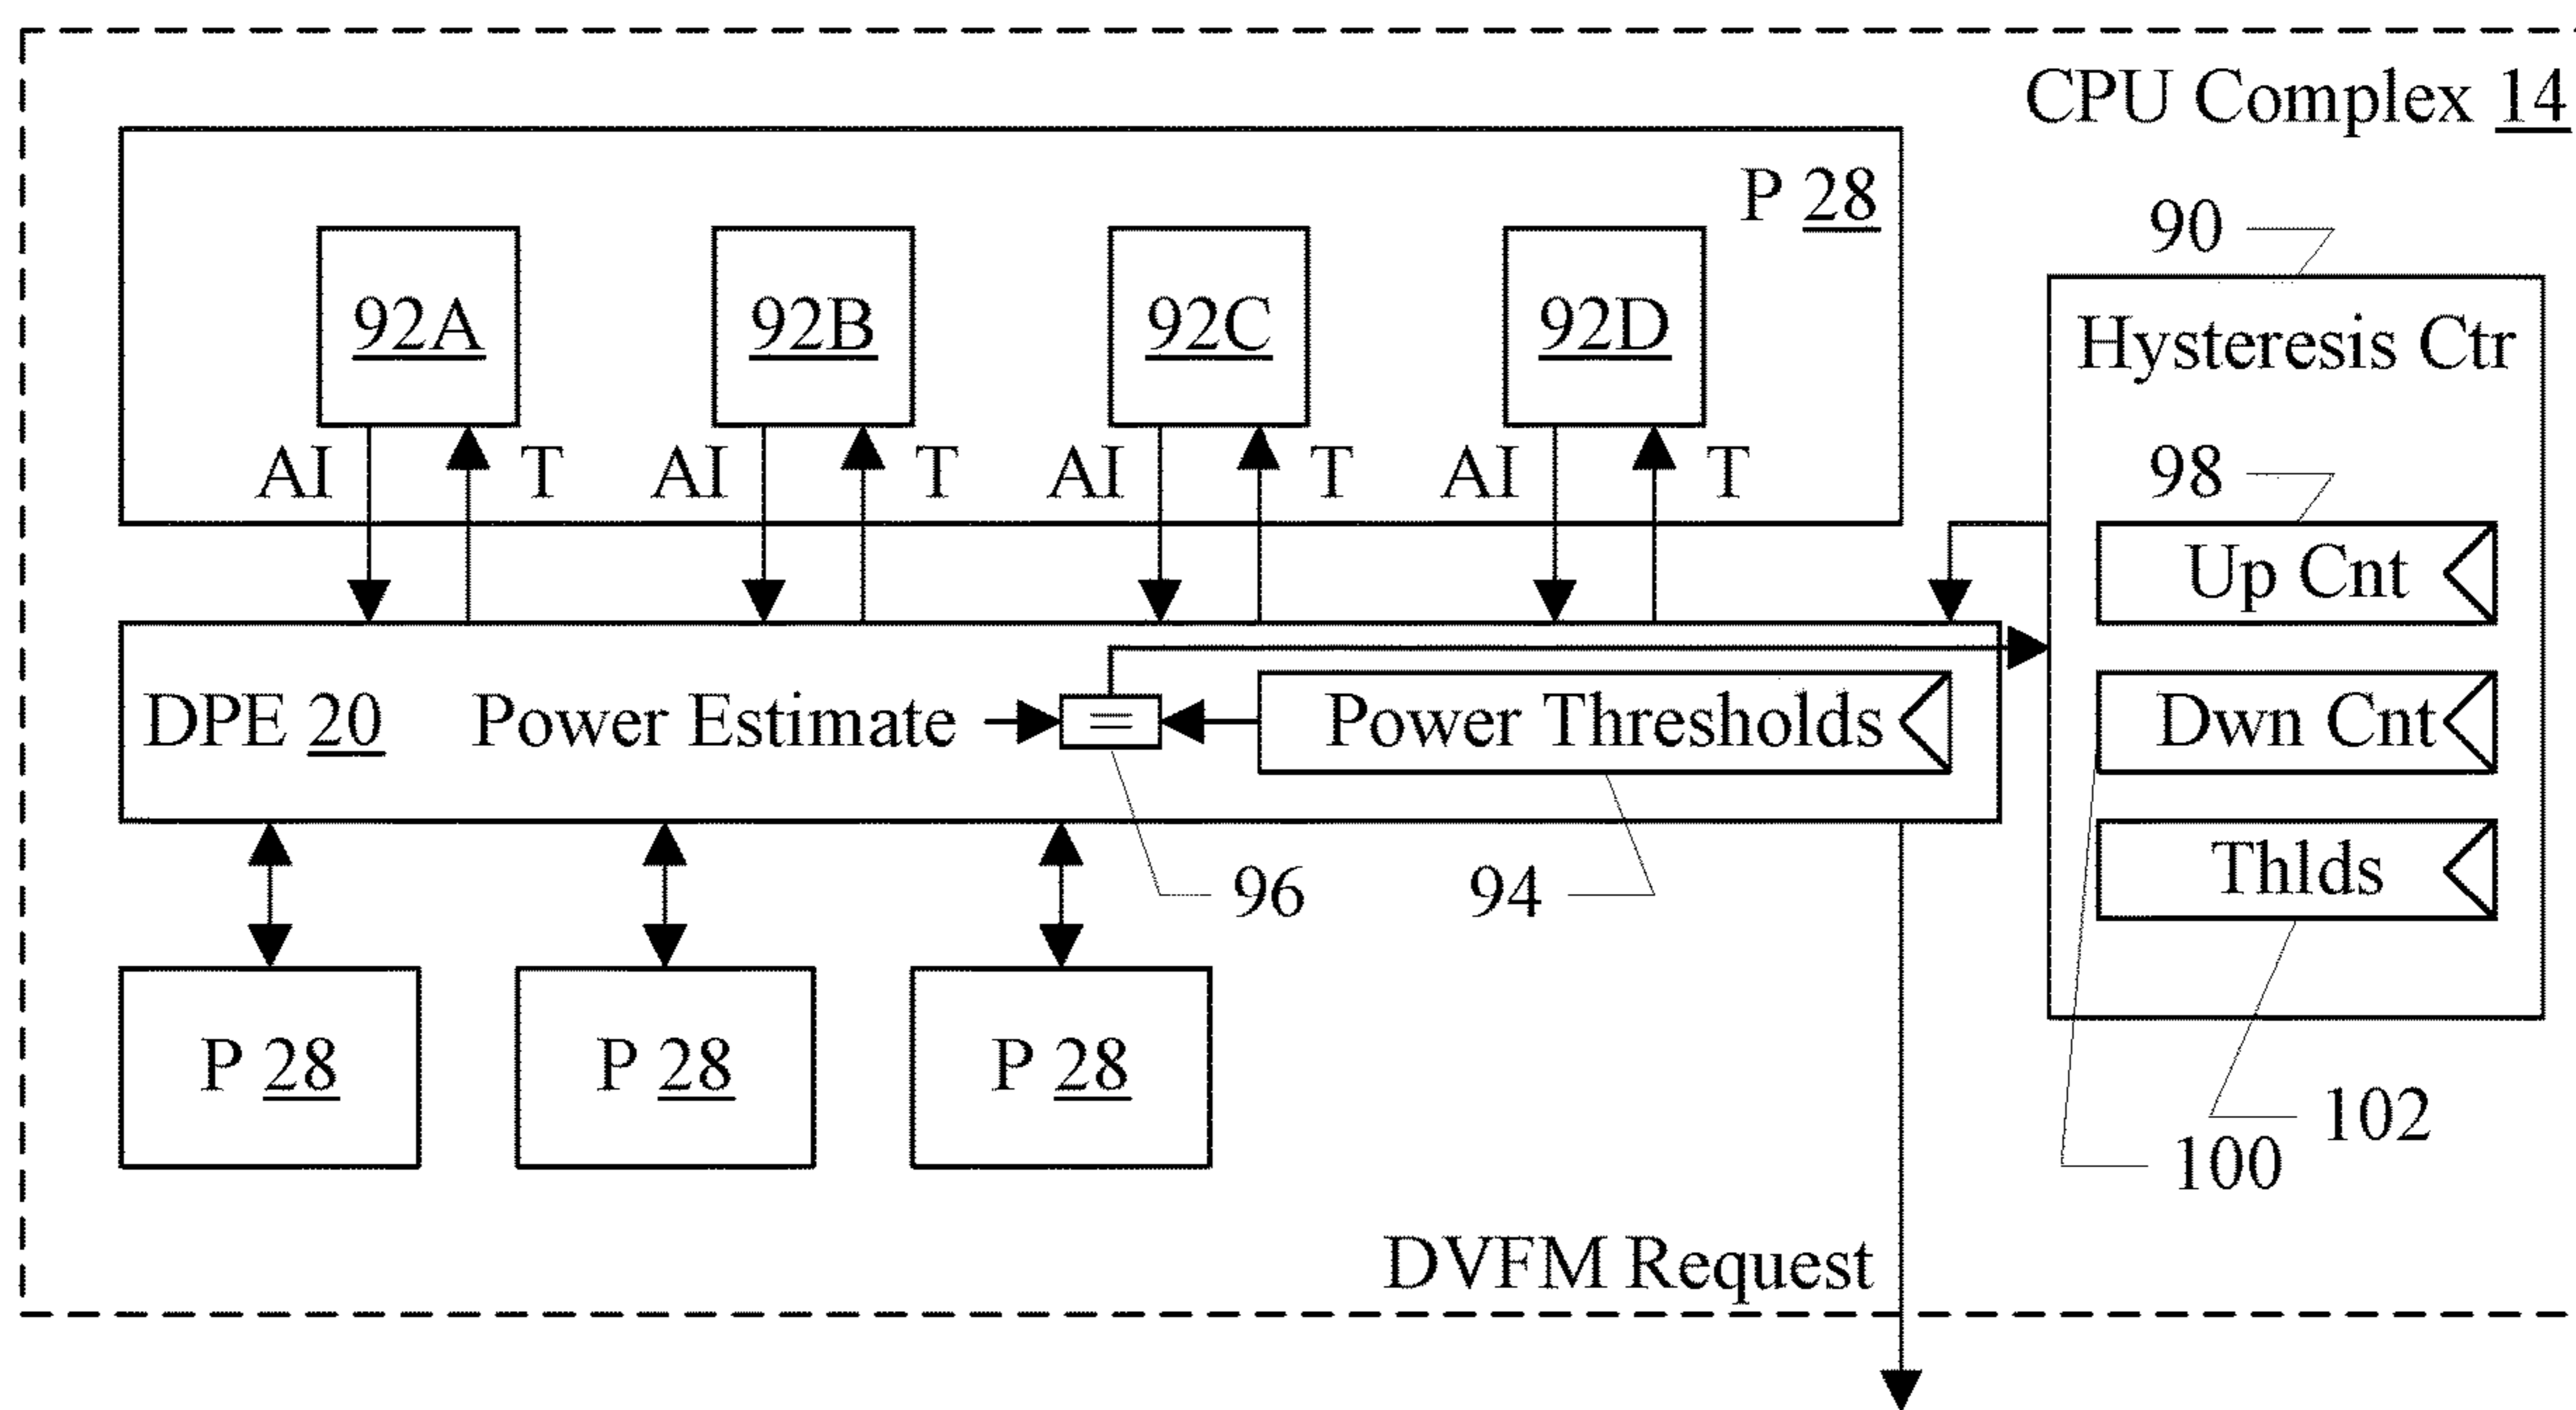 CPU Complex 14
P 28
90
92A 92B 92C 92D
Hysteresis Ctr
AI T AI T AI T AI T
98
Up Cnt
DPE 20 Power Estimate = Power Thresholds
Dwn Cnt
96 94
Thlds
P 28 P 28 P 28
102
100
DVFM Request